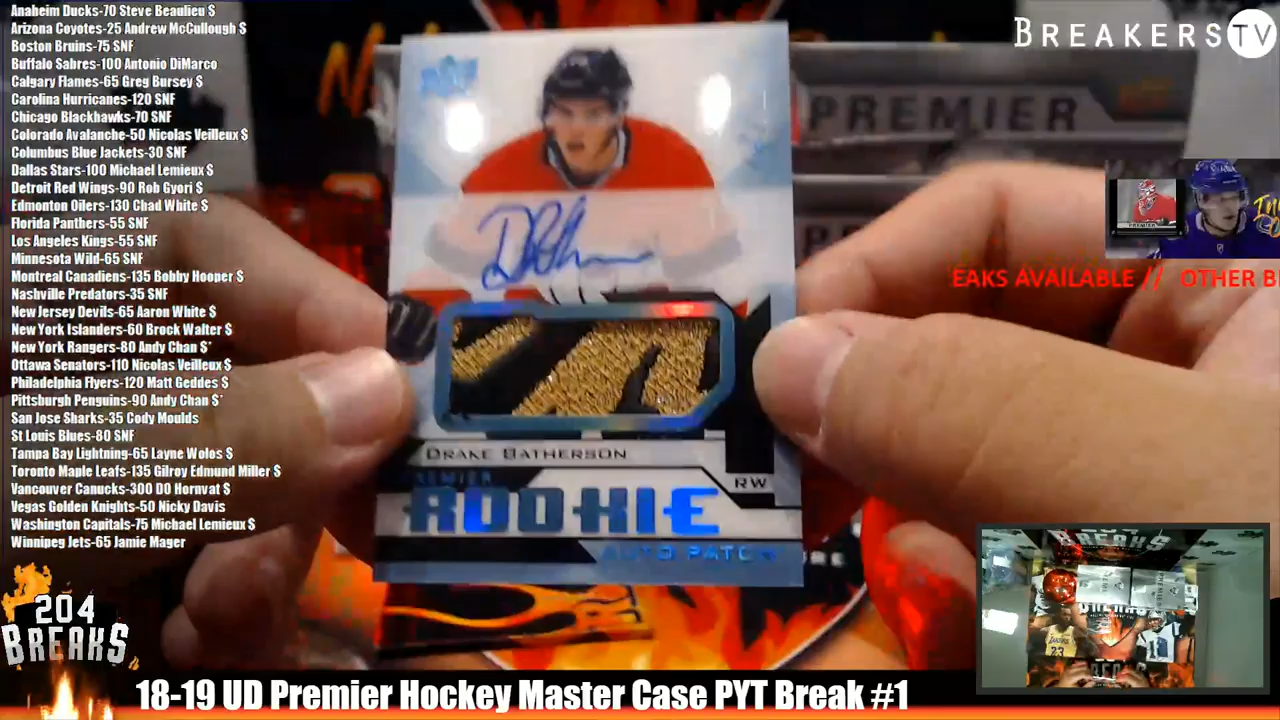 Anaheim Ducks-70 Steve Beaulieu $
Arizona Coyotes-25 Andrew McCullough $
Boston Bruins-75 SNF
Buffalo Sabres-100 Antonio DiMarco
Calgary Flames-65 Greg Bursey $
Carolina Hurricanes-120 SNF
Chicago Blackhawks-70 SNF
Colorado Avalanche-50 Nicolas Veilleux $
Columbus Blue Jackets-30 SNF
Dallas Stars-100 Michael Lemieux $
Detroit Red Wings-90 Rob Gyori $
Edmonton Oilers-130 Chad White $
Florida Panthers-55 SNF
Los Angeles Kings-55 SNF
Minnesota Wild-65 SNF
Montreal Canadiens-135 Bobby Hooper $
Nashville Predators-35 SNF
New Jersey Devils-65 Aaron White $
New York Islanders-60 Brock Walter $
New York Rangers-80 Andy Chan $*
Ottawa Senators-110 Nicolas Veilleux $
Philadelphia Flyers-120 Matt Geddes $
Pittsburgh Penguins-90 Andy Chan $*
San Jose Sharks-35 Cody Moulds
St Louis Blues-80 SNF
Tampa Bay Lightning-65 Layne Wolos $
Toronto Maple Leafs-135 Gilroy Edmund Miller $
Vancouver Canucks-300 DO Horvat $
Vegas Golden Knights-50 Nicky Davis
Washington Capitals-75 Michael Lemieux $
Winnipeg Jets-65 Jamie Mager
204
BREAKS
BREAKERS TV
PREMIER
EAKS AVAILABLE // OTHER B
DRAKE BATHERSON
RW
PREMIER
ROOKIE
AUTO PATCH
18-19 UD Premier Hockey Master Case PYT Break #1